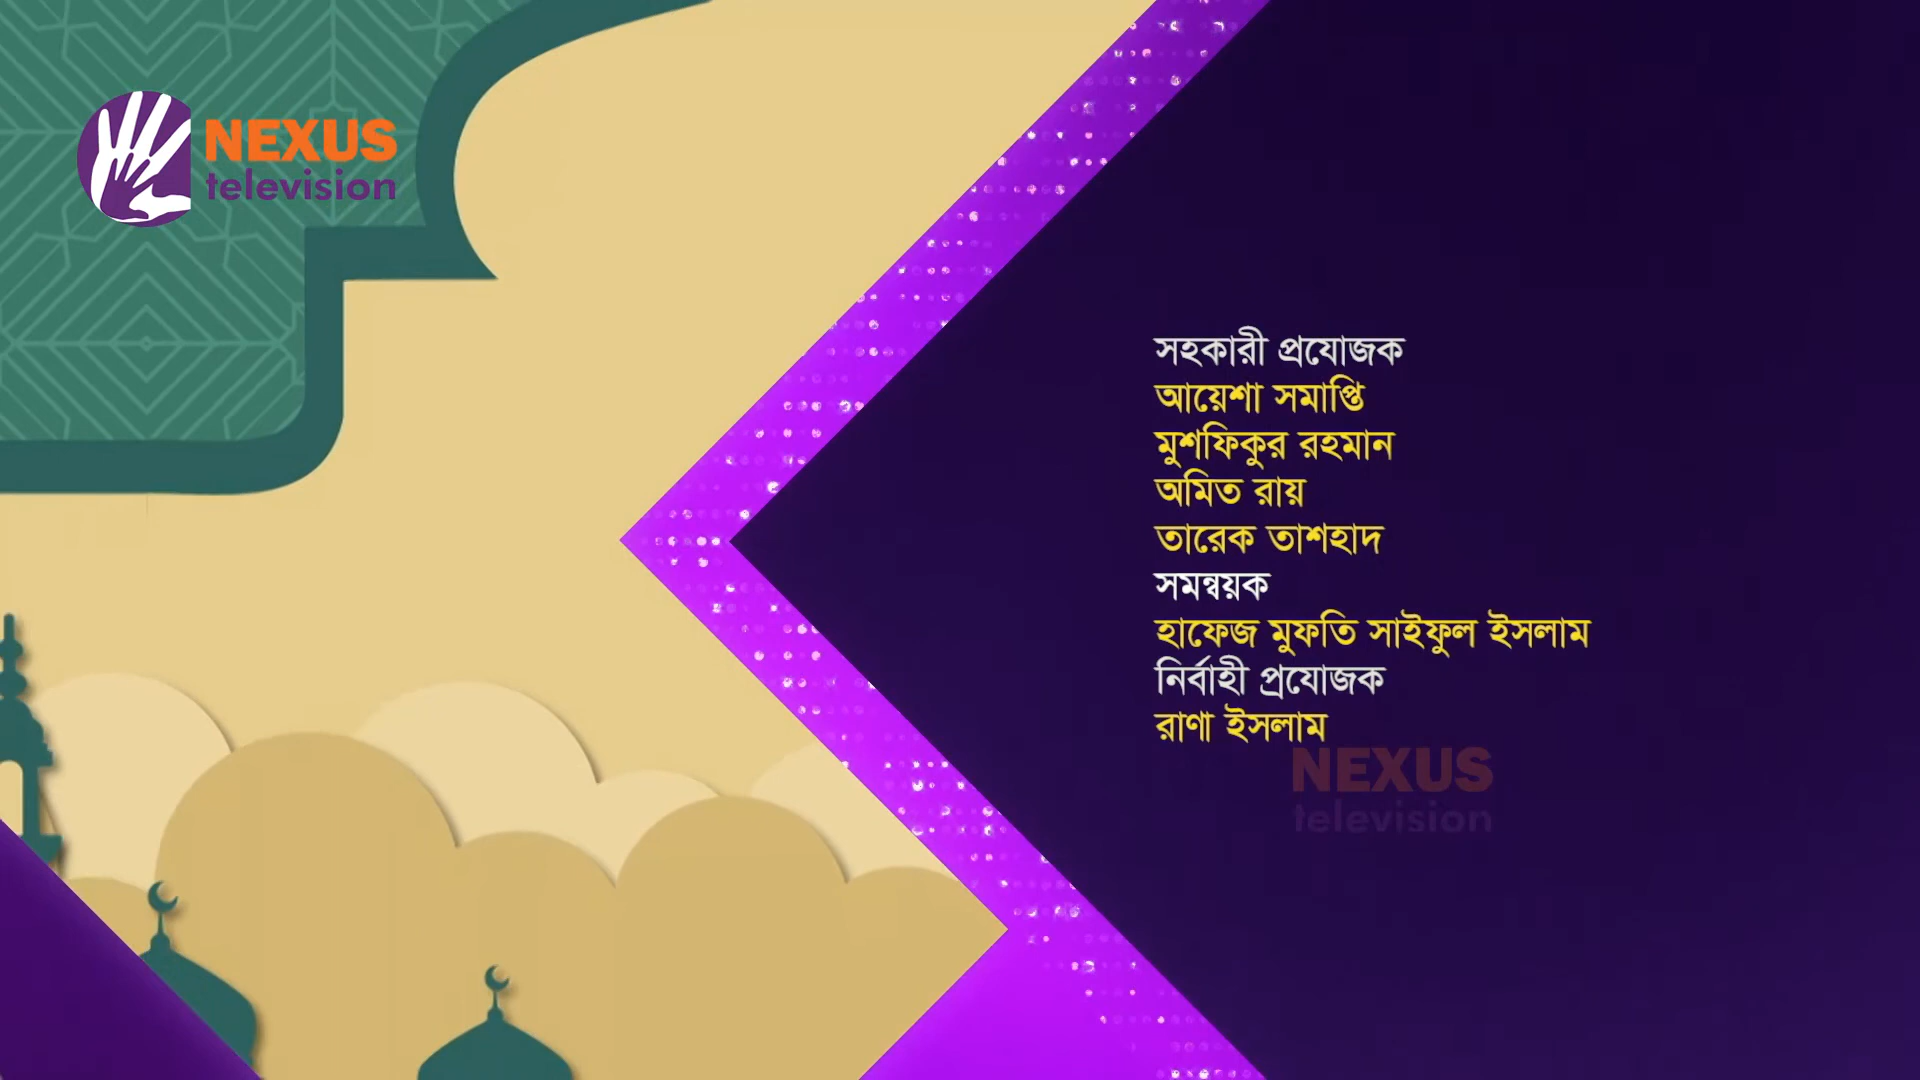 NEXUS
television
সহকারী প্রযোজক
আয়েশা সমাপ্তি
মুশফিকুর রহমান
অমিত রায়
তারেক তাশহাদ
সমন্বয়ক
হাফেজ মুফতি সাইফুল ইসলাম
নির্বাহী প্রযোজক
রাণা ইসলাম
NEXUS
television